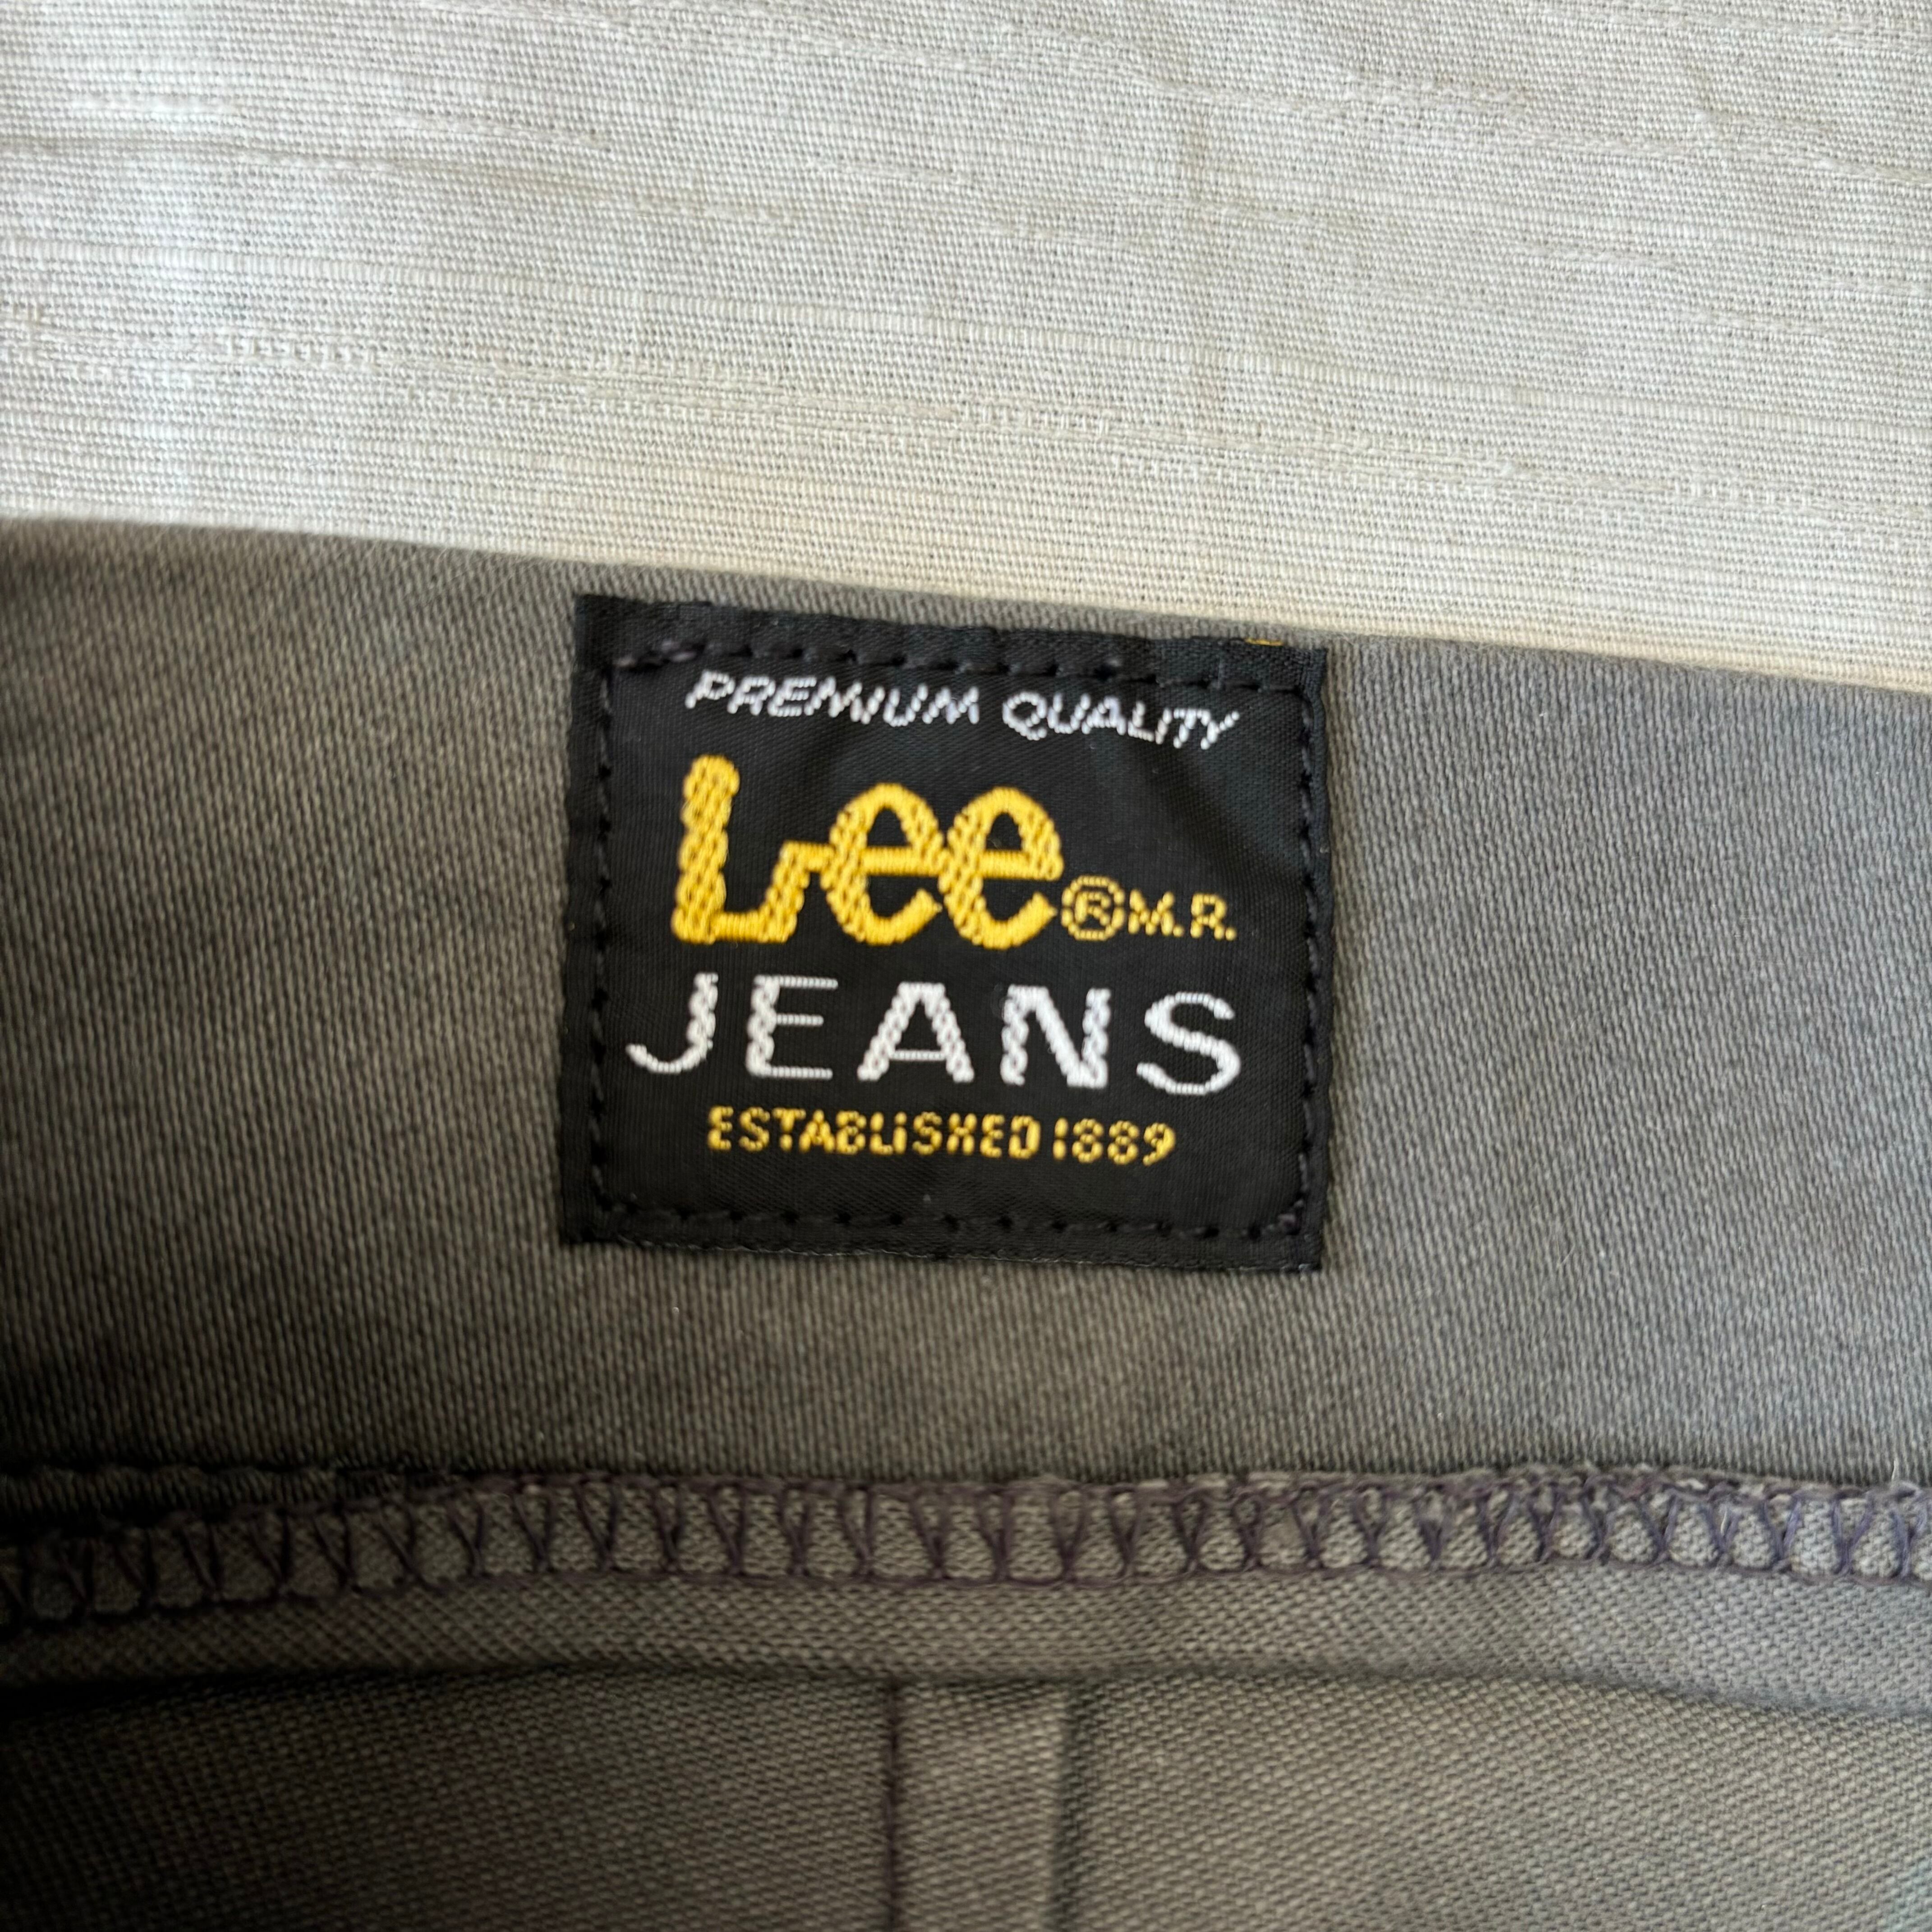 PREMIUM QUALITY
Lee®M.R.
JEANS
ESTABLISHED 1889